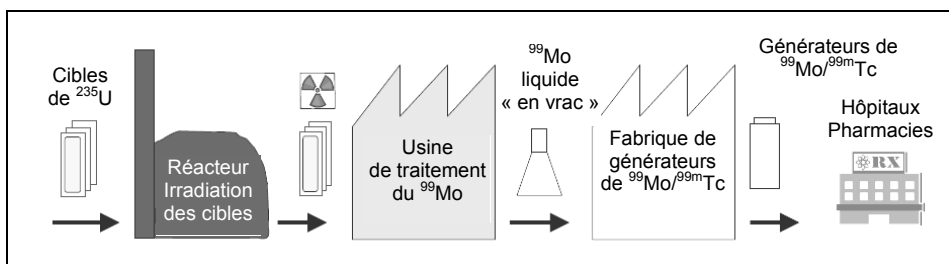 Cibles
de ²³⁵U
Réacteur
Irradiation
des cibles
Usine
de traitement
du ⁹⁹Mo
⁹⁹Mo
liquide
« en vrac »
Fabrique de
générateurs
de ⁹⁹Mo/⁹⁹ᵐTc
Générateurs de
⁹⁹Mo/⁹⁹ᵐTc
Hôpitaux
Pharmacies
RX